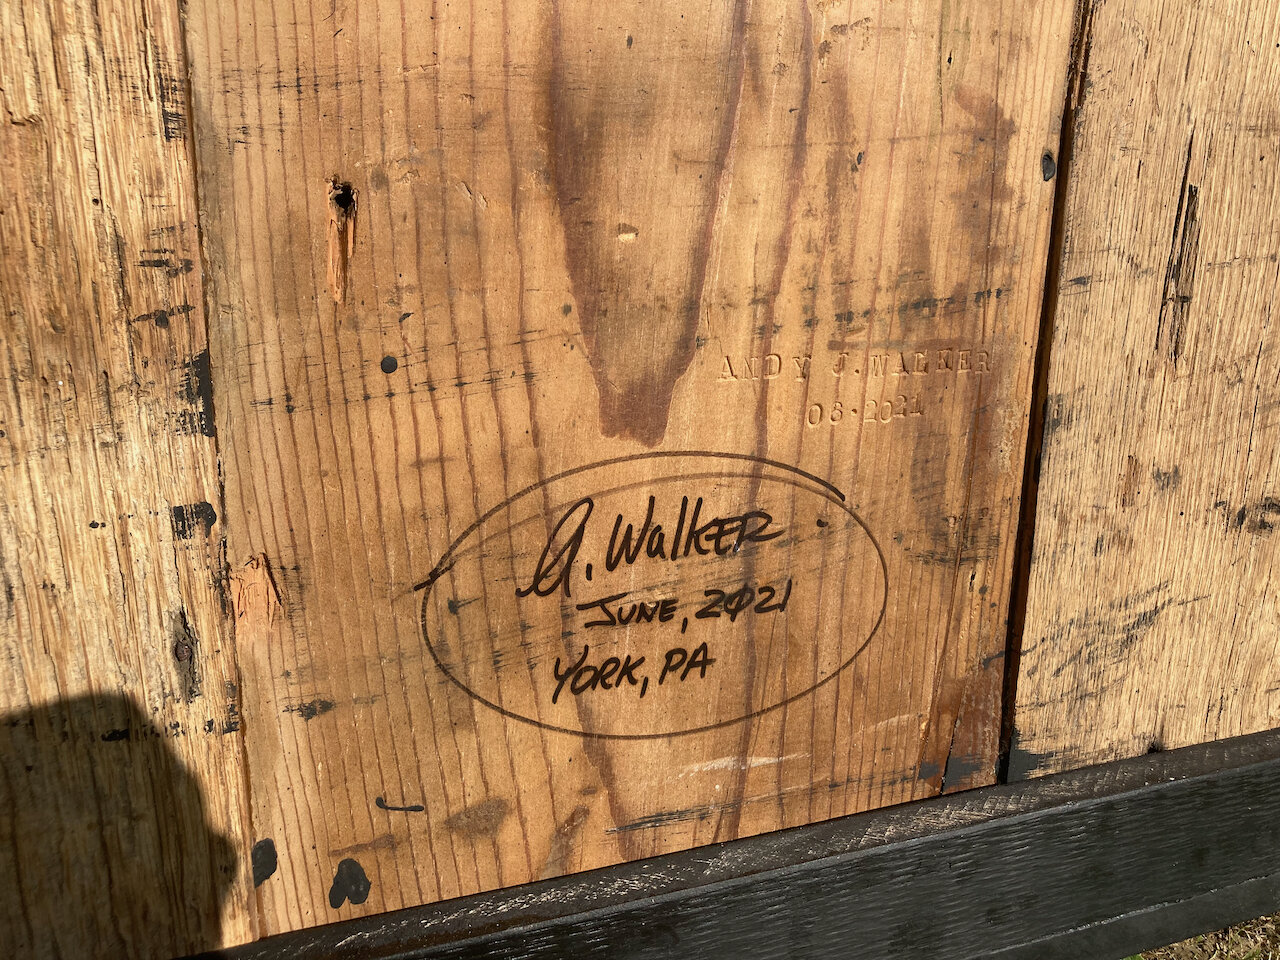 ANDY J. WALKER
06·2021
A. WalkER
JUNE, 2021
YORK, PA